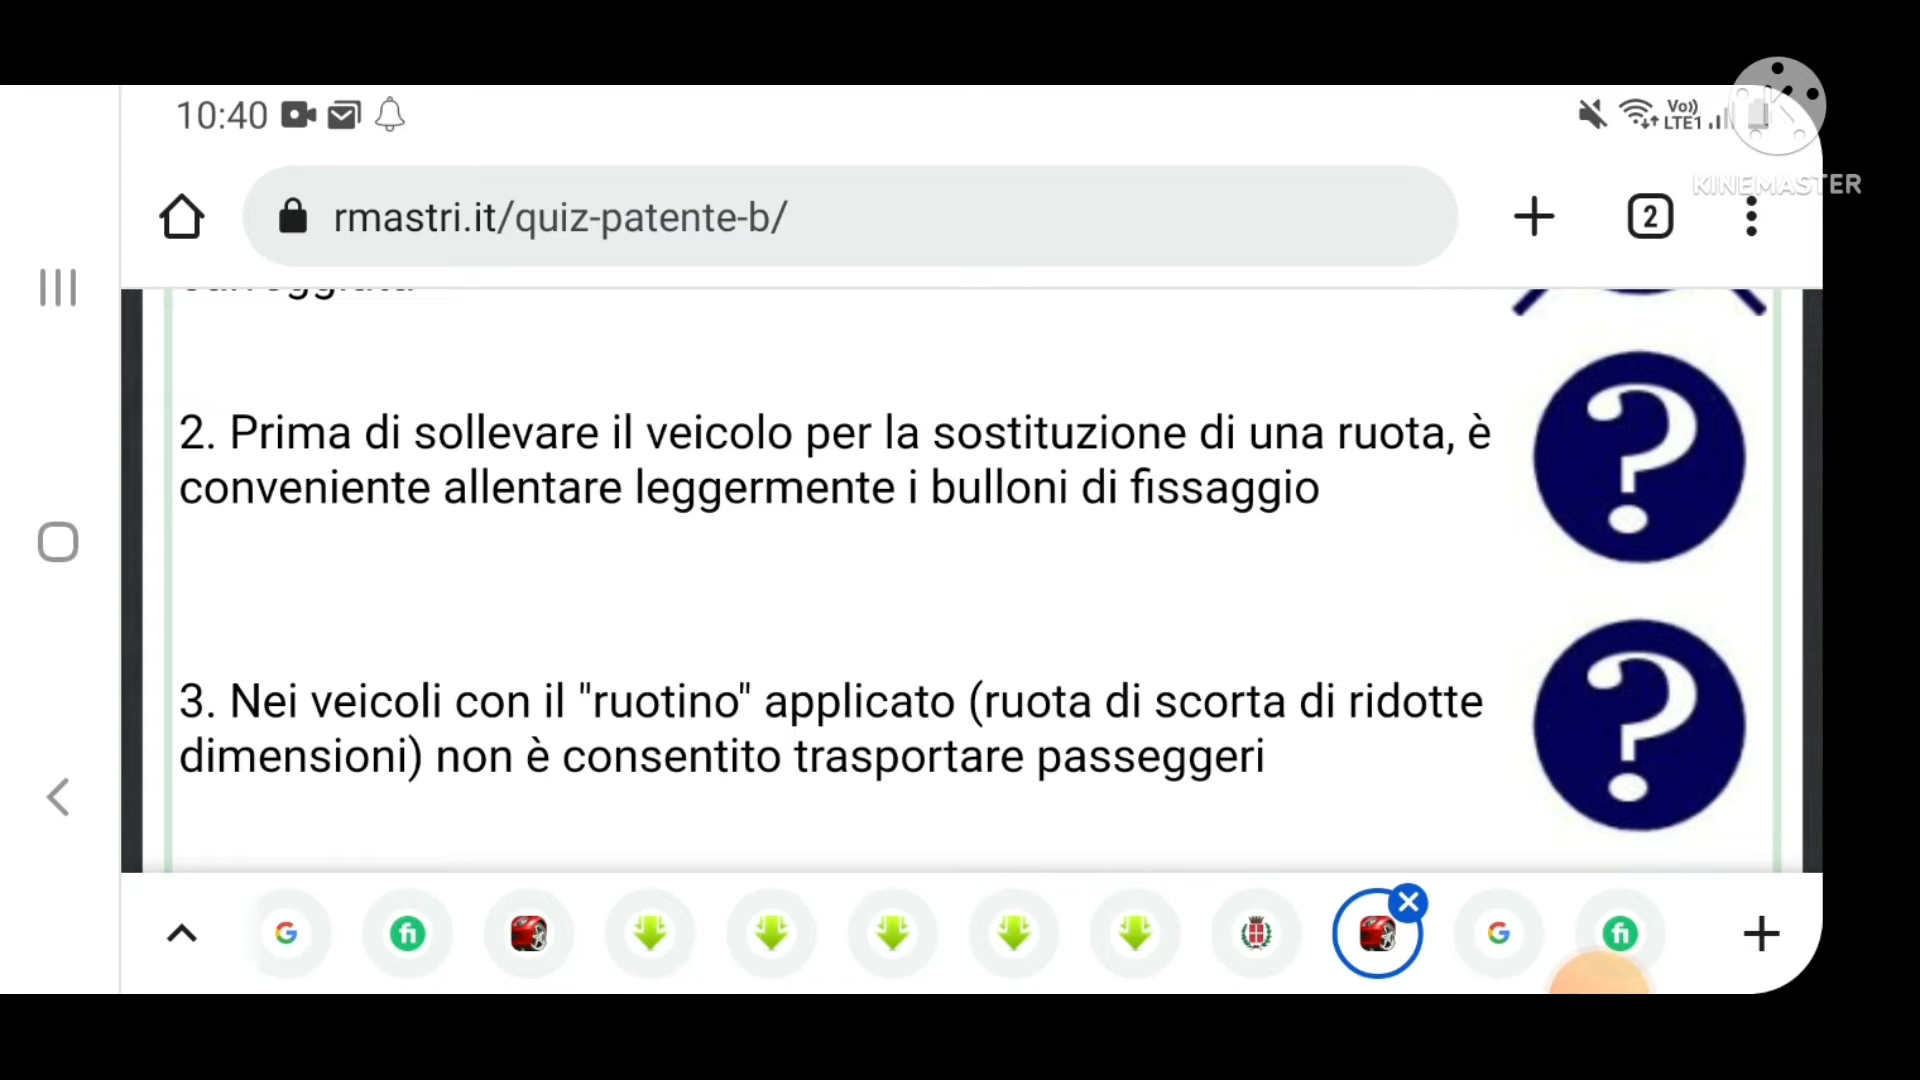 10:40
Vo))
LTE1
KINEMASTER
rmastri.it/quiz-patente-b/
2
2. Prima di sollevare il veicolo per la sostituzione di una ruota, è
conveniente allentare leggermente i bulloni di fissaggio
?
3. Nei veicoli con il "ruotino" applicato (ruota di scorta di ridotte
dimensioni) non è consentito trasportare passeggeri
?
G fi G fi